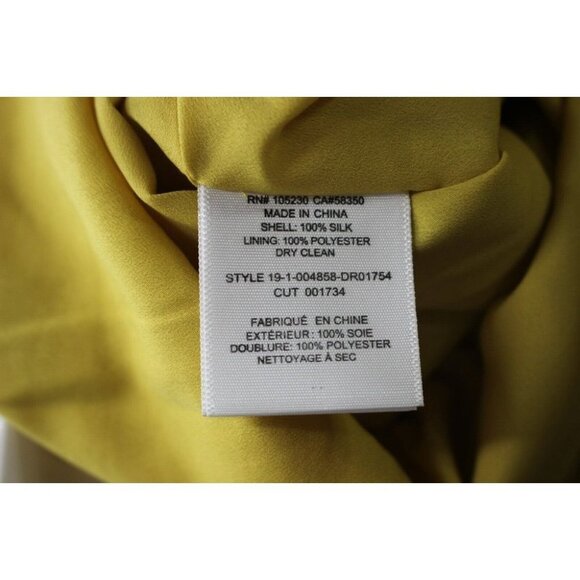 RN# 105230 CA#58350
MADE IN CHINA
SHELL: 100% SILK
LINING: 100% POLYESTER
DRY CLEAN
STYLE 19-1-004858-DR01754
CUT 001734
FABRIQUÉ EN CHINE
EXTÉRIEUR: 100% SOIE
DOUBLURE: 100% POLYESTER
NETTOYAGE À SEC